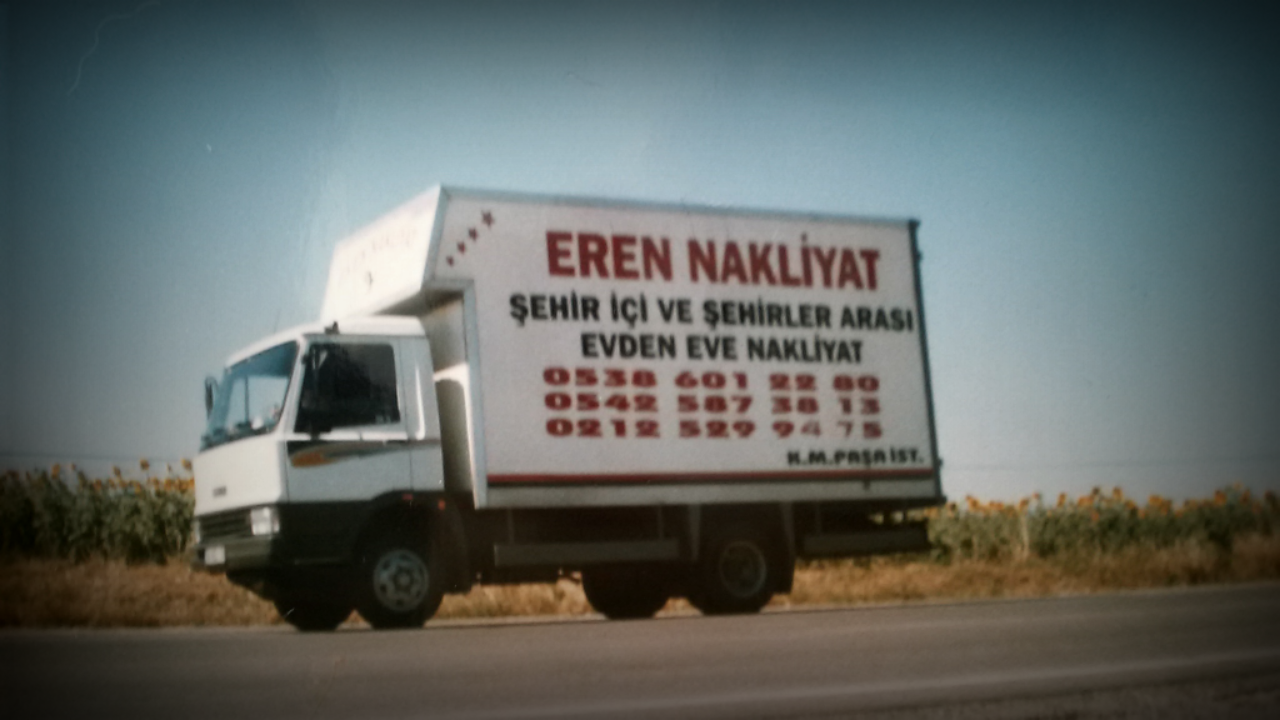 EREN NAKLİYAT
ŞEHİR İÇİ VE ŞEHİRLER ARASI
EVDEN EVE NAKLİYAT
0538 601 22 80
0542 587 38 13
0212 529 94 75
K.M.PAŞA İST.